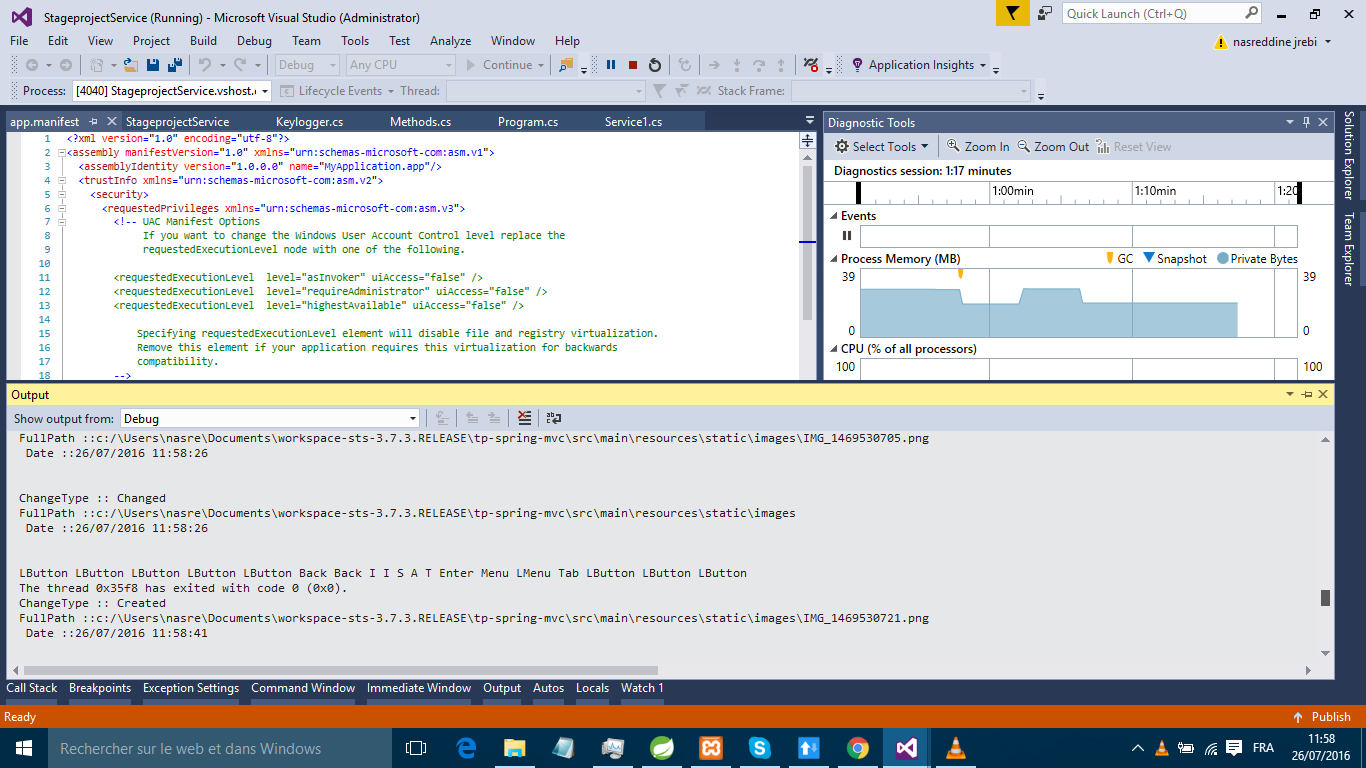 StageprojectService (Running) - Microsoft Visual Studio (Administrator)
Quick Launch (Ctrl+Q)
File Edit View Project Build Debug Team Tools Test Analyze Window Help
nasreddine jrebi
Debug Any CPU Continue Application Insights
Process: [4040] StageprojectService.vshost. Lifecycle Events Thread: Stack Frame:
app.manifest StageprojectService Keylogger.cs Methods.cs Program.cs Service1.cs
1 <?xml version="1.0" encoding="utf-8"?>
2 <assembly manifestVersion="1.0" xmlns="urn:schemas-microsoft-com:asm.v1">
3 <assemblyIdentity version="1.0.0.0" name="MyApplication.app"/>
4 <trustInfo xmlns="urn:schemas-microsoft-com:asm.v2">
5 <security>
6 <requestedPrivileges xmlns="urn:schemas-microsoft-com:asm.v3">
7 <!-- UAC Manifest Options
8 If you want to change the Windows User Account Control level replace the
9 requestedExecutionLevel node with one of the following.
10
11 <requestedExecutionLevel level="asInvoker" uiAccess="false" />
12 <requestedExecutionLevel level="requireAdministrator" uiAccess="false" />
13 <requestedExecutionLevel level="highestAvailable" uiAccess="false" />
14
15 Specifying requestedExecutionLevel element will disable file and registry virtualization.
16 Remove this element if your application requires this virtualization for backwards
17 compatibility.
18 -->
Diagnostic Tools
Select Tools Zoom In Zoom Out Reset View
Diagnostics session: 1:17 minutes
1:00min 1:10min 1:20
Events
Process Memory (MB) GC Snapshot Private Bytes
39 39
0 0
CPU (% of all processors)
100 100
Solution Explorer
Team Explorer
Output
Show output from: Debug
FullPath ::c:/\Users\nasre\Documents\workspace-sts-3.7.3.RELEASE\tp-spring-mvc\src\main\resources\static\images\IMG_1469530705.png
Date ::26/07/2016 11:58:26
ChangeType :: Changed
FullPath ::c:/\Users\nasre\Documents\workspace-sts-3.7.3.RELEASE\tp-spring-mvc\src\main\resources\static\images
Date ::26/07/2016 11:58:26
LButton LButton LButton LButton LButton Back Back I I S A T Enter Menu LMenu Tab LButton LButton LButton
The thread 0x35f8 has exited with code 0 (0x0).
ChangeType :: Created
FullPath ::c:/\Users\nasre\Documents\workspace-sts-3.7.3.RELEASE\tp-spring-mvc\src\main\resources\static\images\IMG_1469530721.png
Date ::26/07/2016 11:58:41
Call Stack Breakpoints Exception Settings Command Window Immediate Window Output Autos Locals Watch 1
Ready Publish
Rechercher sur le web et dans Windows
FRA
11:58
26/07/2016